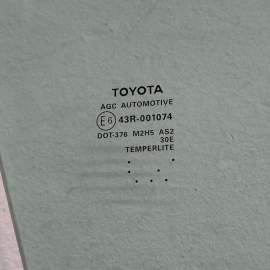 TOYOTA
AGC AUTOMOTIVE
E6 43R-001074
DOT-376 M2H5 AS2
30E
TEMPERLITE